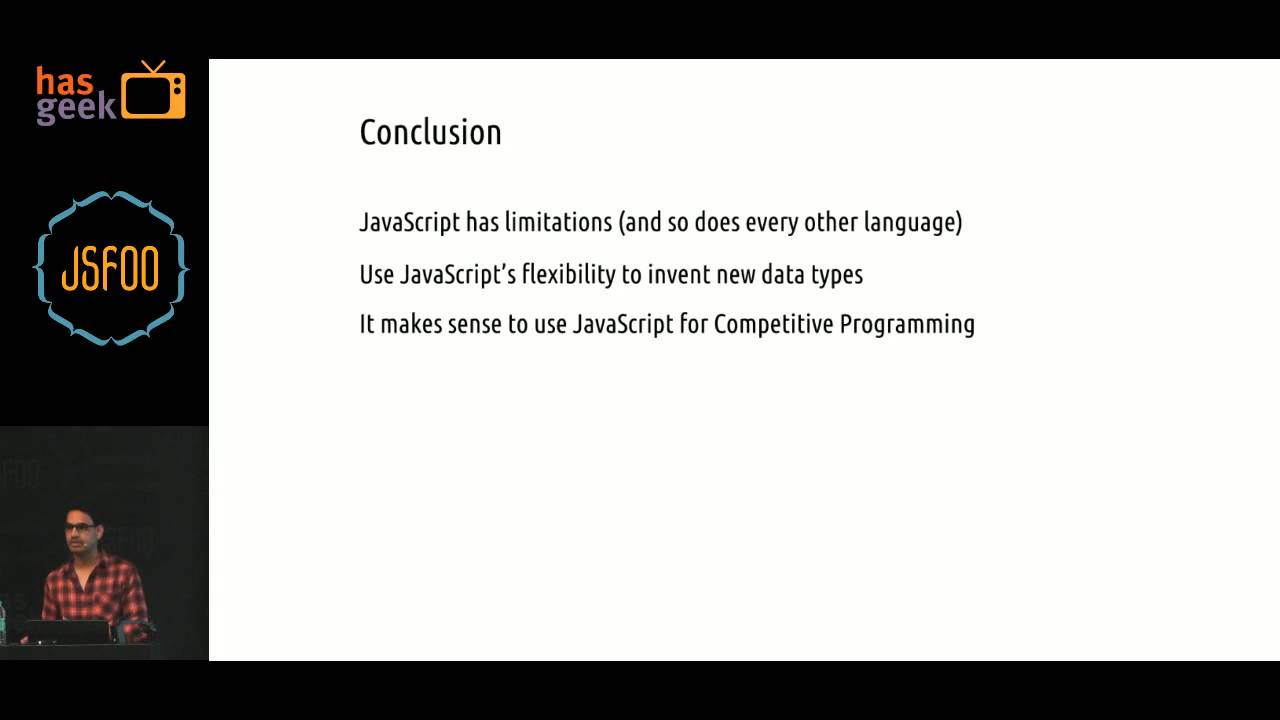 has
geek
JSFOO
Conclusion
JavaScript has limitations (and so does every other language)
Use JavaScript’s flexibility to invent new data types
It makes sense to use JavaScript for Competitive Programming